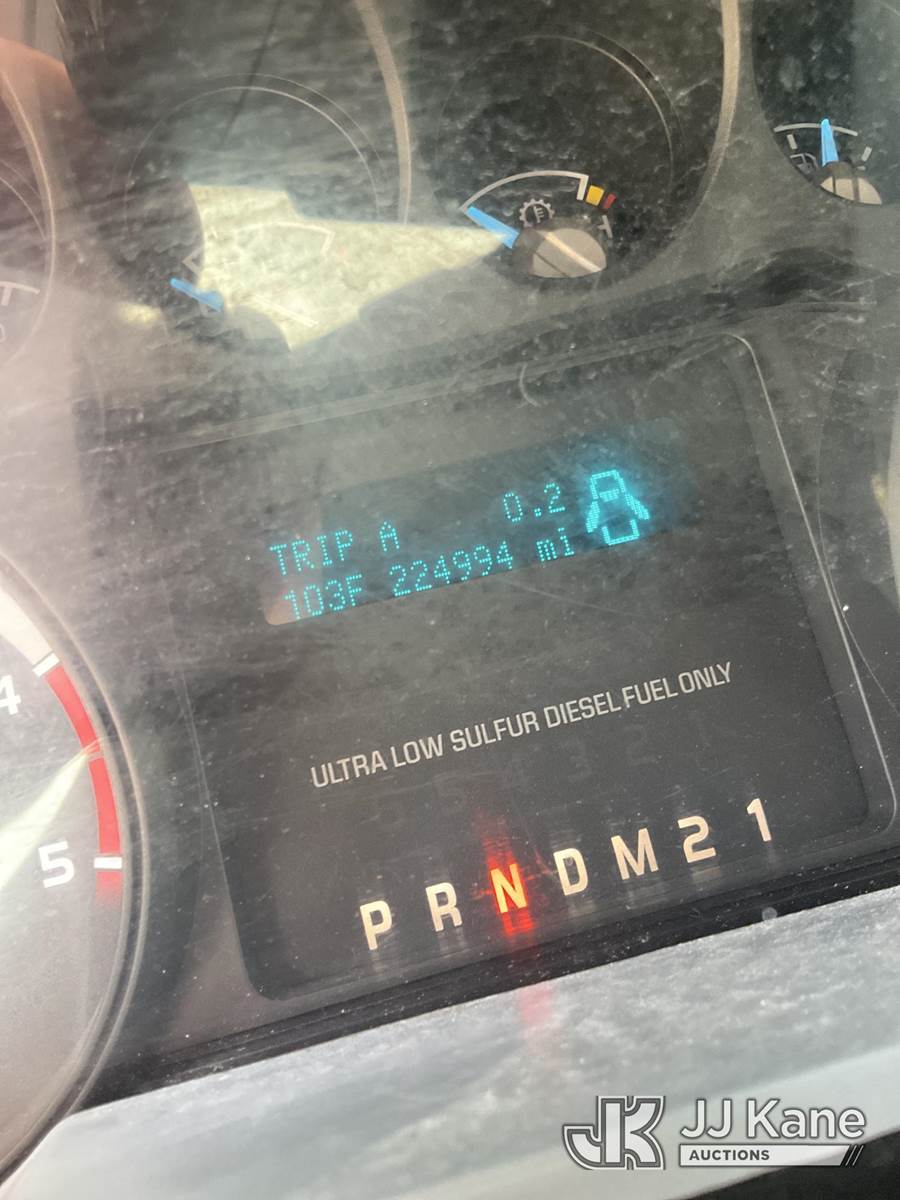 TRIP A 0.2
103F 224994 mi
4
ULTRA LOW SULFUR DIESEL FUEL ONLY
5
P R N D M 2 1
JK JJ Kane
AUCTIONS